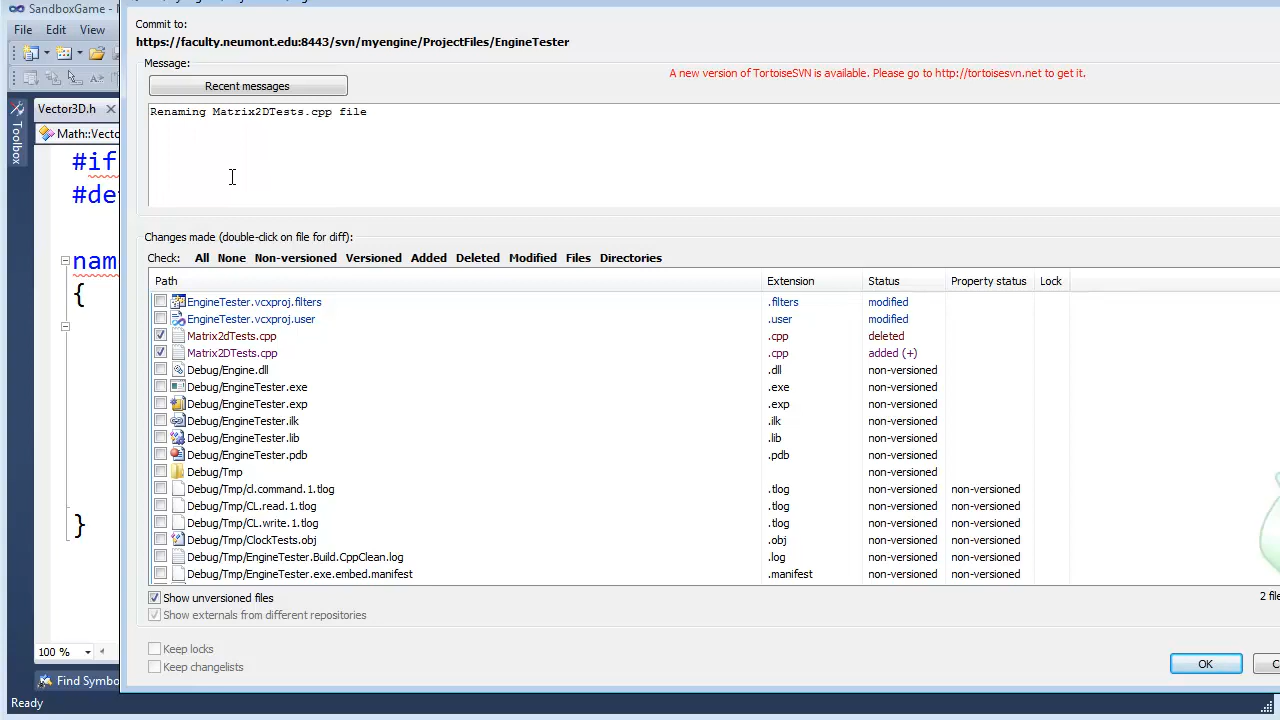 SandboxGame - M
File Edit View
Vector3D.h
Math::Vecto
Toolbox
#if
#de
nam
{
}
100 %
Find Symbo
Ready
Commit to:
https://faculty.neumont.edu:8443/svn/myengine/ProjectFiles/EngineTester
Message:
Recent messages
A new version of TortoiseSVN is available. Please go to http://tortoisesvn.net to get it.
Renaming Matrix2DTests.cpp file
Changes made (double-click on file for diff):
Check: All None Non-versioned Versioned Added Deleted Modified Files Directories
Path Extension Status Property status Lock
EngineTester.vcxproj.filters .filters modified
EngineTester.vcxproj.user .user modified
Matrix2dTests.cpp .cpp deleted
Matrix2DTests.cpp .cpp added (+)
Debug/Engine.dll .dll non-versioned
Debug/EngineTester.exe .exe non-versioned
Debug/EngineTester.exp .exp non-versioned
Debug/EngineTester.ilk .ilk non-versioned
Debug/EngineTester.lib .lib non-versioned
Debug/EngineTester.pdb .pdb non-versioned
Debug/Tmp non-versioned
Debug/Tmp/cl.command.1.tlog .tlog non-versioned non-versioned
Debug/Tmp/CL.read.1.tlog .tlog non-versioned non-versioned
Debug/Tmp/CL.write.1.tlog .tlog non-versioned non-versioned
Debug/Tmp/ClockTests.obj .obj non-versioned non-versioned
Debug/Tmp/EngineTester.Build.CppClean.log .log non-versioned non-versioned
Debug/Tmp/EngineTester.exe.embed.manifest .manifest non-versioned non-versioned
Show unversioned files
2 file
Show externals from different repositories
Keep locks
Keep changelists
OK
C